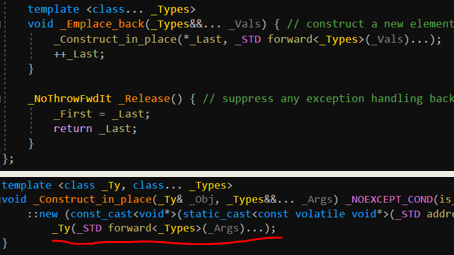 template <class... _Types>
void _Emplace_back(_Types&&... _Vals) { // construct a new element
_Construct_in_place(*_Last, _STD forward<_Types>(_Vals)...);
++_Last;
}
_NoThrowFwdIt _Release() { // suppress any exception handling back
_First = _Last;
return _Last;
}
};
template <class _Ty, class... _Types>
void _Construct_in_place(_Ty& _Obj, _Types&&... _Args) _NOEXCEPT_COND(is_
::new (const_cast<void*>(static_cast<const volatile void*>(_STD addre
_Ty(_STD forward<_Types>(_Args)...);
}